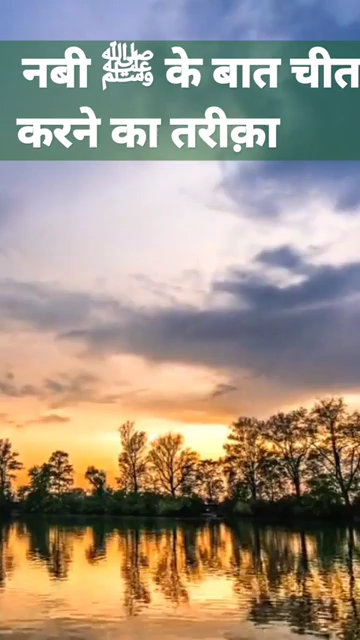 नबी ﷺ के बात चीत
करने का तरीक़ा